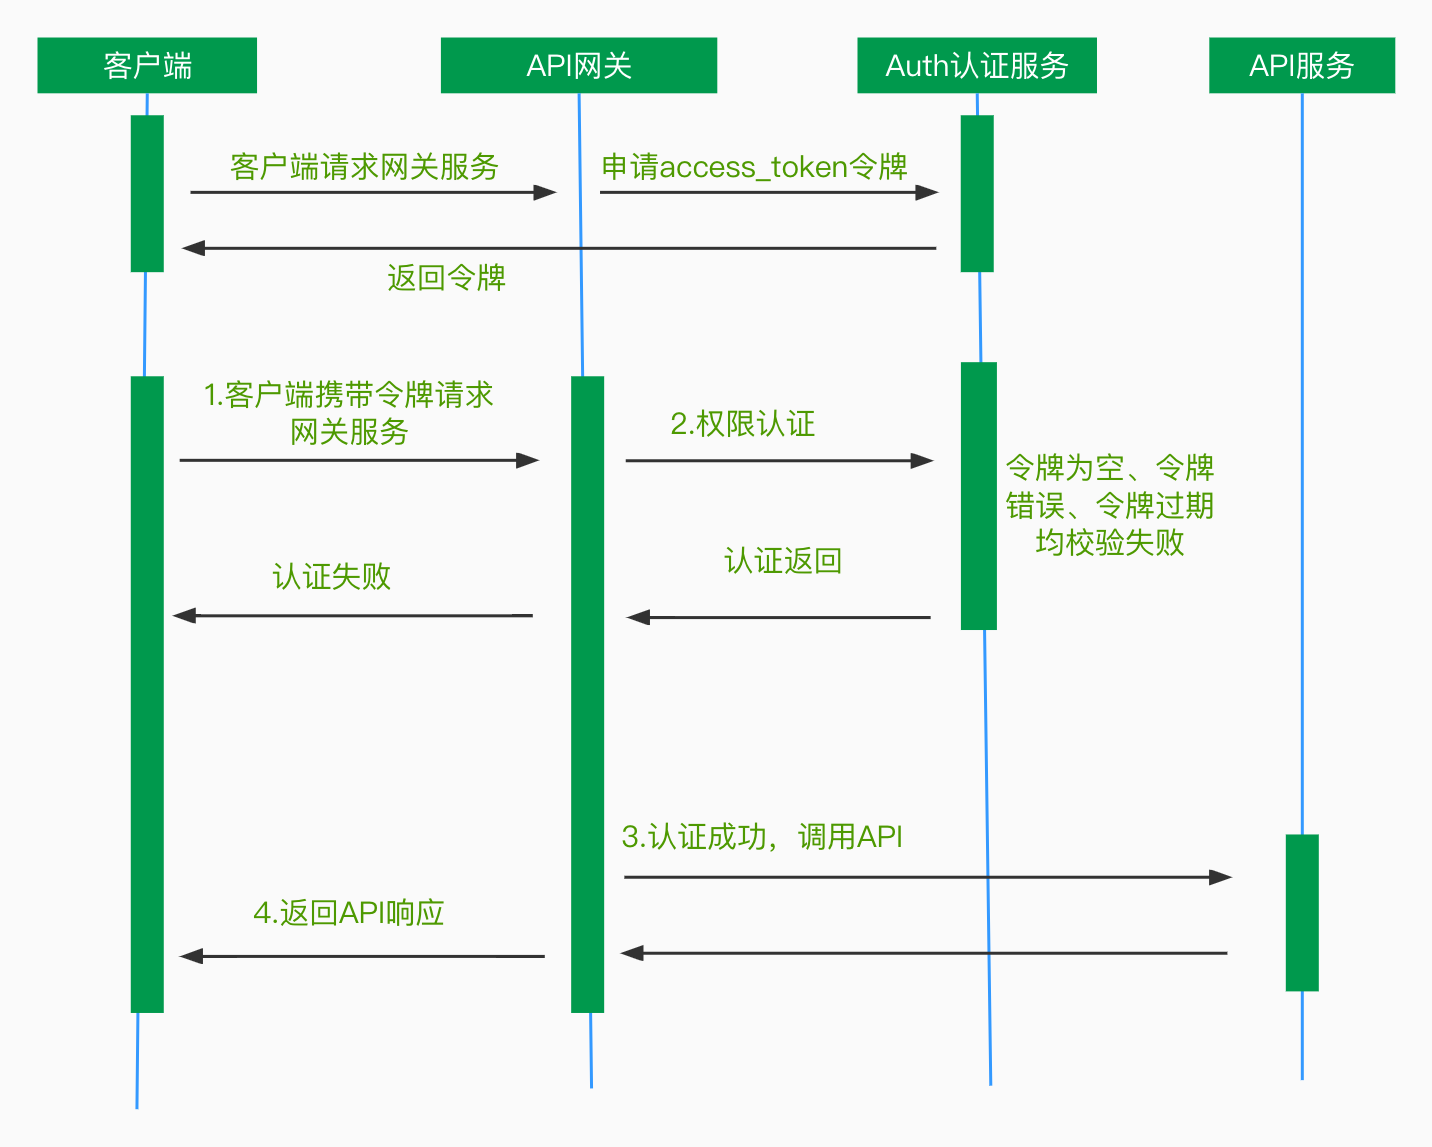 客户端
API网关
Auth认证服务
API服务
客户端请求网关服务
申请access_token令牌
返回令牌
1.客户端携带令牌请求
网关服务
2.权限认证
令牌为空、令牌
错误、令牌过期
均校验失败
认证返回
认证失败
3.认证成功，调用API
4.返回API响应